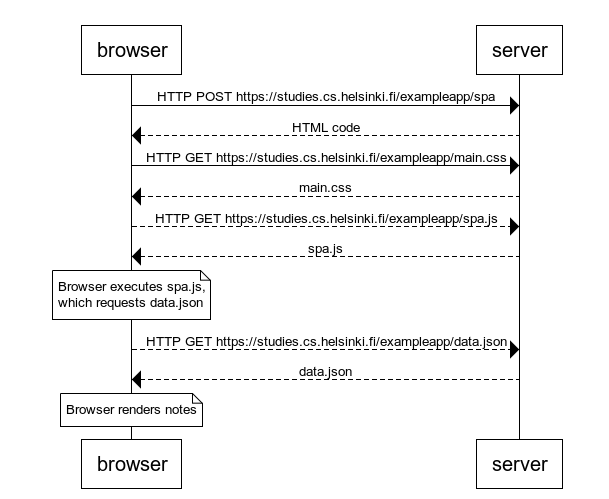 browser server
HTTP POST https://studies.cs.helsinki.fi/exampleapp/spa
HTML code
HTTP GET https://studies.cs.helsinki.fi/exampleapp/main.css
main.css
HTTP GET https://studies.cs.helsinki.fi/exampleapp/spa.js
spa.js
Browser executes spa.js,
which requests data.json
HTTP GET https://studies.cs.helsinki.fi/exampleapp/data.json
data.json
Browser renders notes
browser server